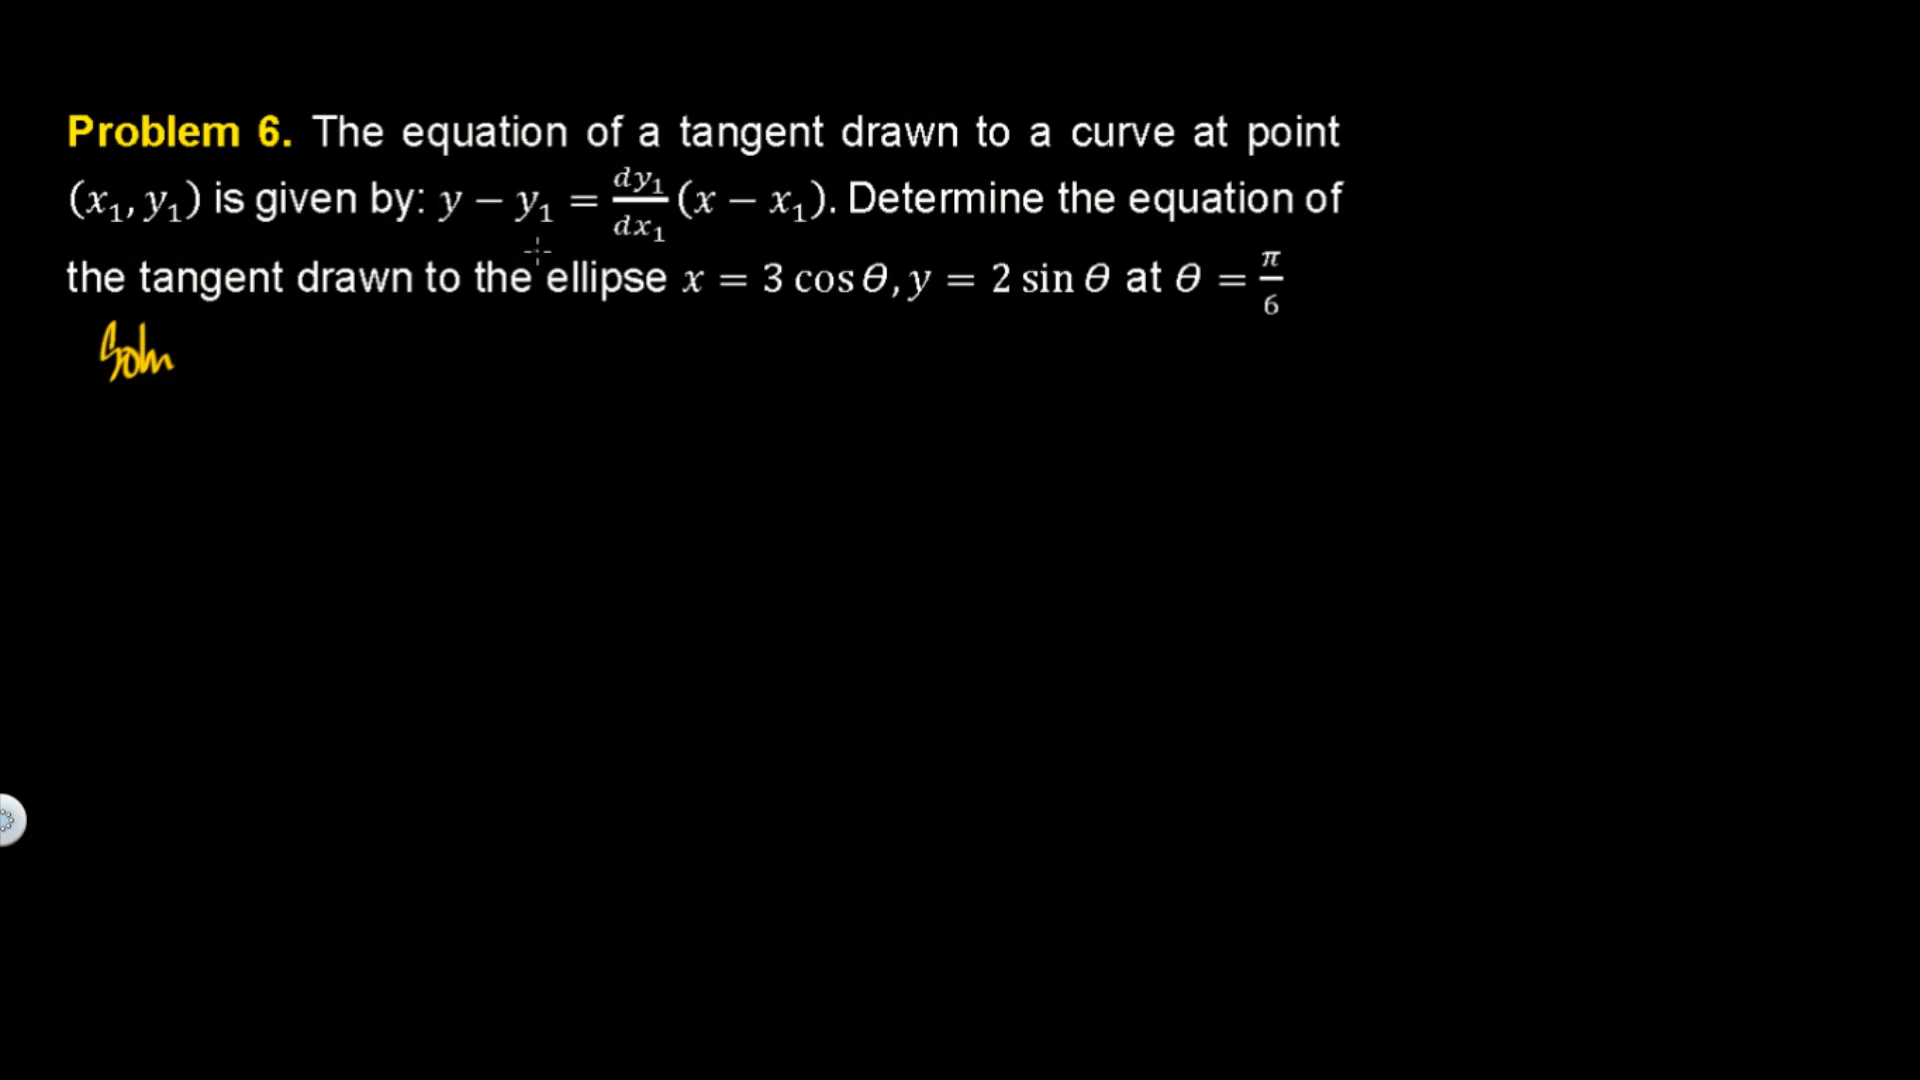 Problem 6. The equation of a tangent drawn to a curve at point
(x₁, y₁) is given by: y − y₁ = dy₁/dx₁ (x − x₁). Determine the equation of
the tangent drawn to the ellipse x = 3 cos θ, y = 2 sin θ at θ = π/6
Soln